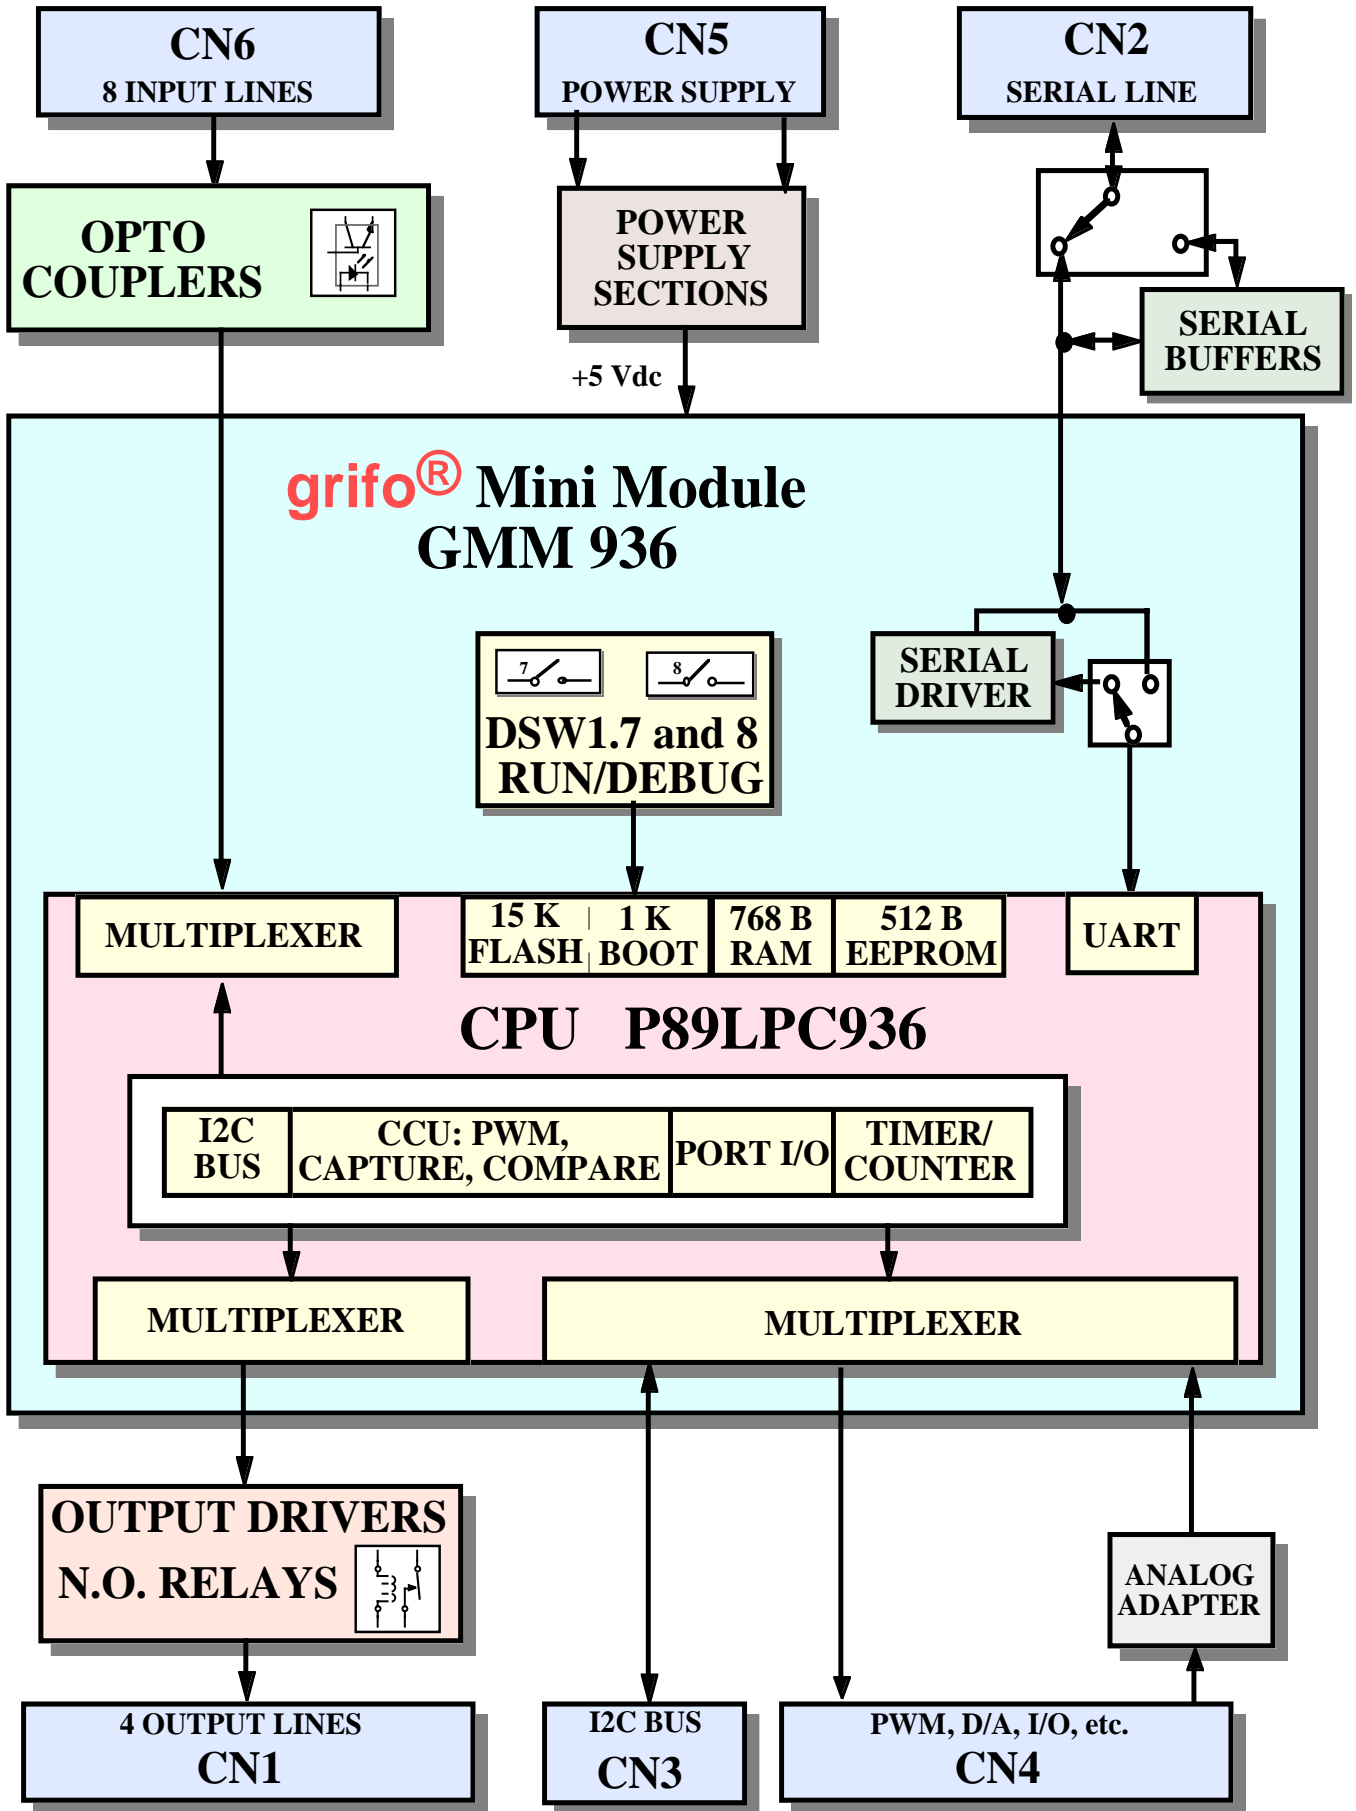 CN6
8 INPUT LINES
CN5
POWER SUPPLY
CN2
SERIAL LINE
OPTO
COUPLERS
POWER
SUPPLY
SECTIONS
SERIAL
BUFFERS
+5 Vdc
grifo® Mini Module
GMM 936
7
8
DSW1.7 and 8
RUN/DEBUG
SERIAL
DRIVER
MULTIPLEXER
15 K
FLASH
1 K
BOOT
768 B
RAM
512 B
EEPROM
UART
CPU P89LPC936
I2C
BUS
CCU: PWM,
CAPTURE, COMPARE
PORT I/O
TIMER/
COUNTER
MULTIPLEXER
MULTIPLEXER
OUTPUT DRIVERS
N.O. RELAYS
ANALOG
ADAPTER
4 OUTPUT LINES
CN1
I2C BUS
CN3
PWM, D/A, I/O, etc.
CN4